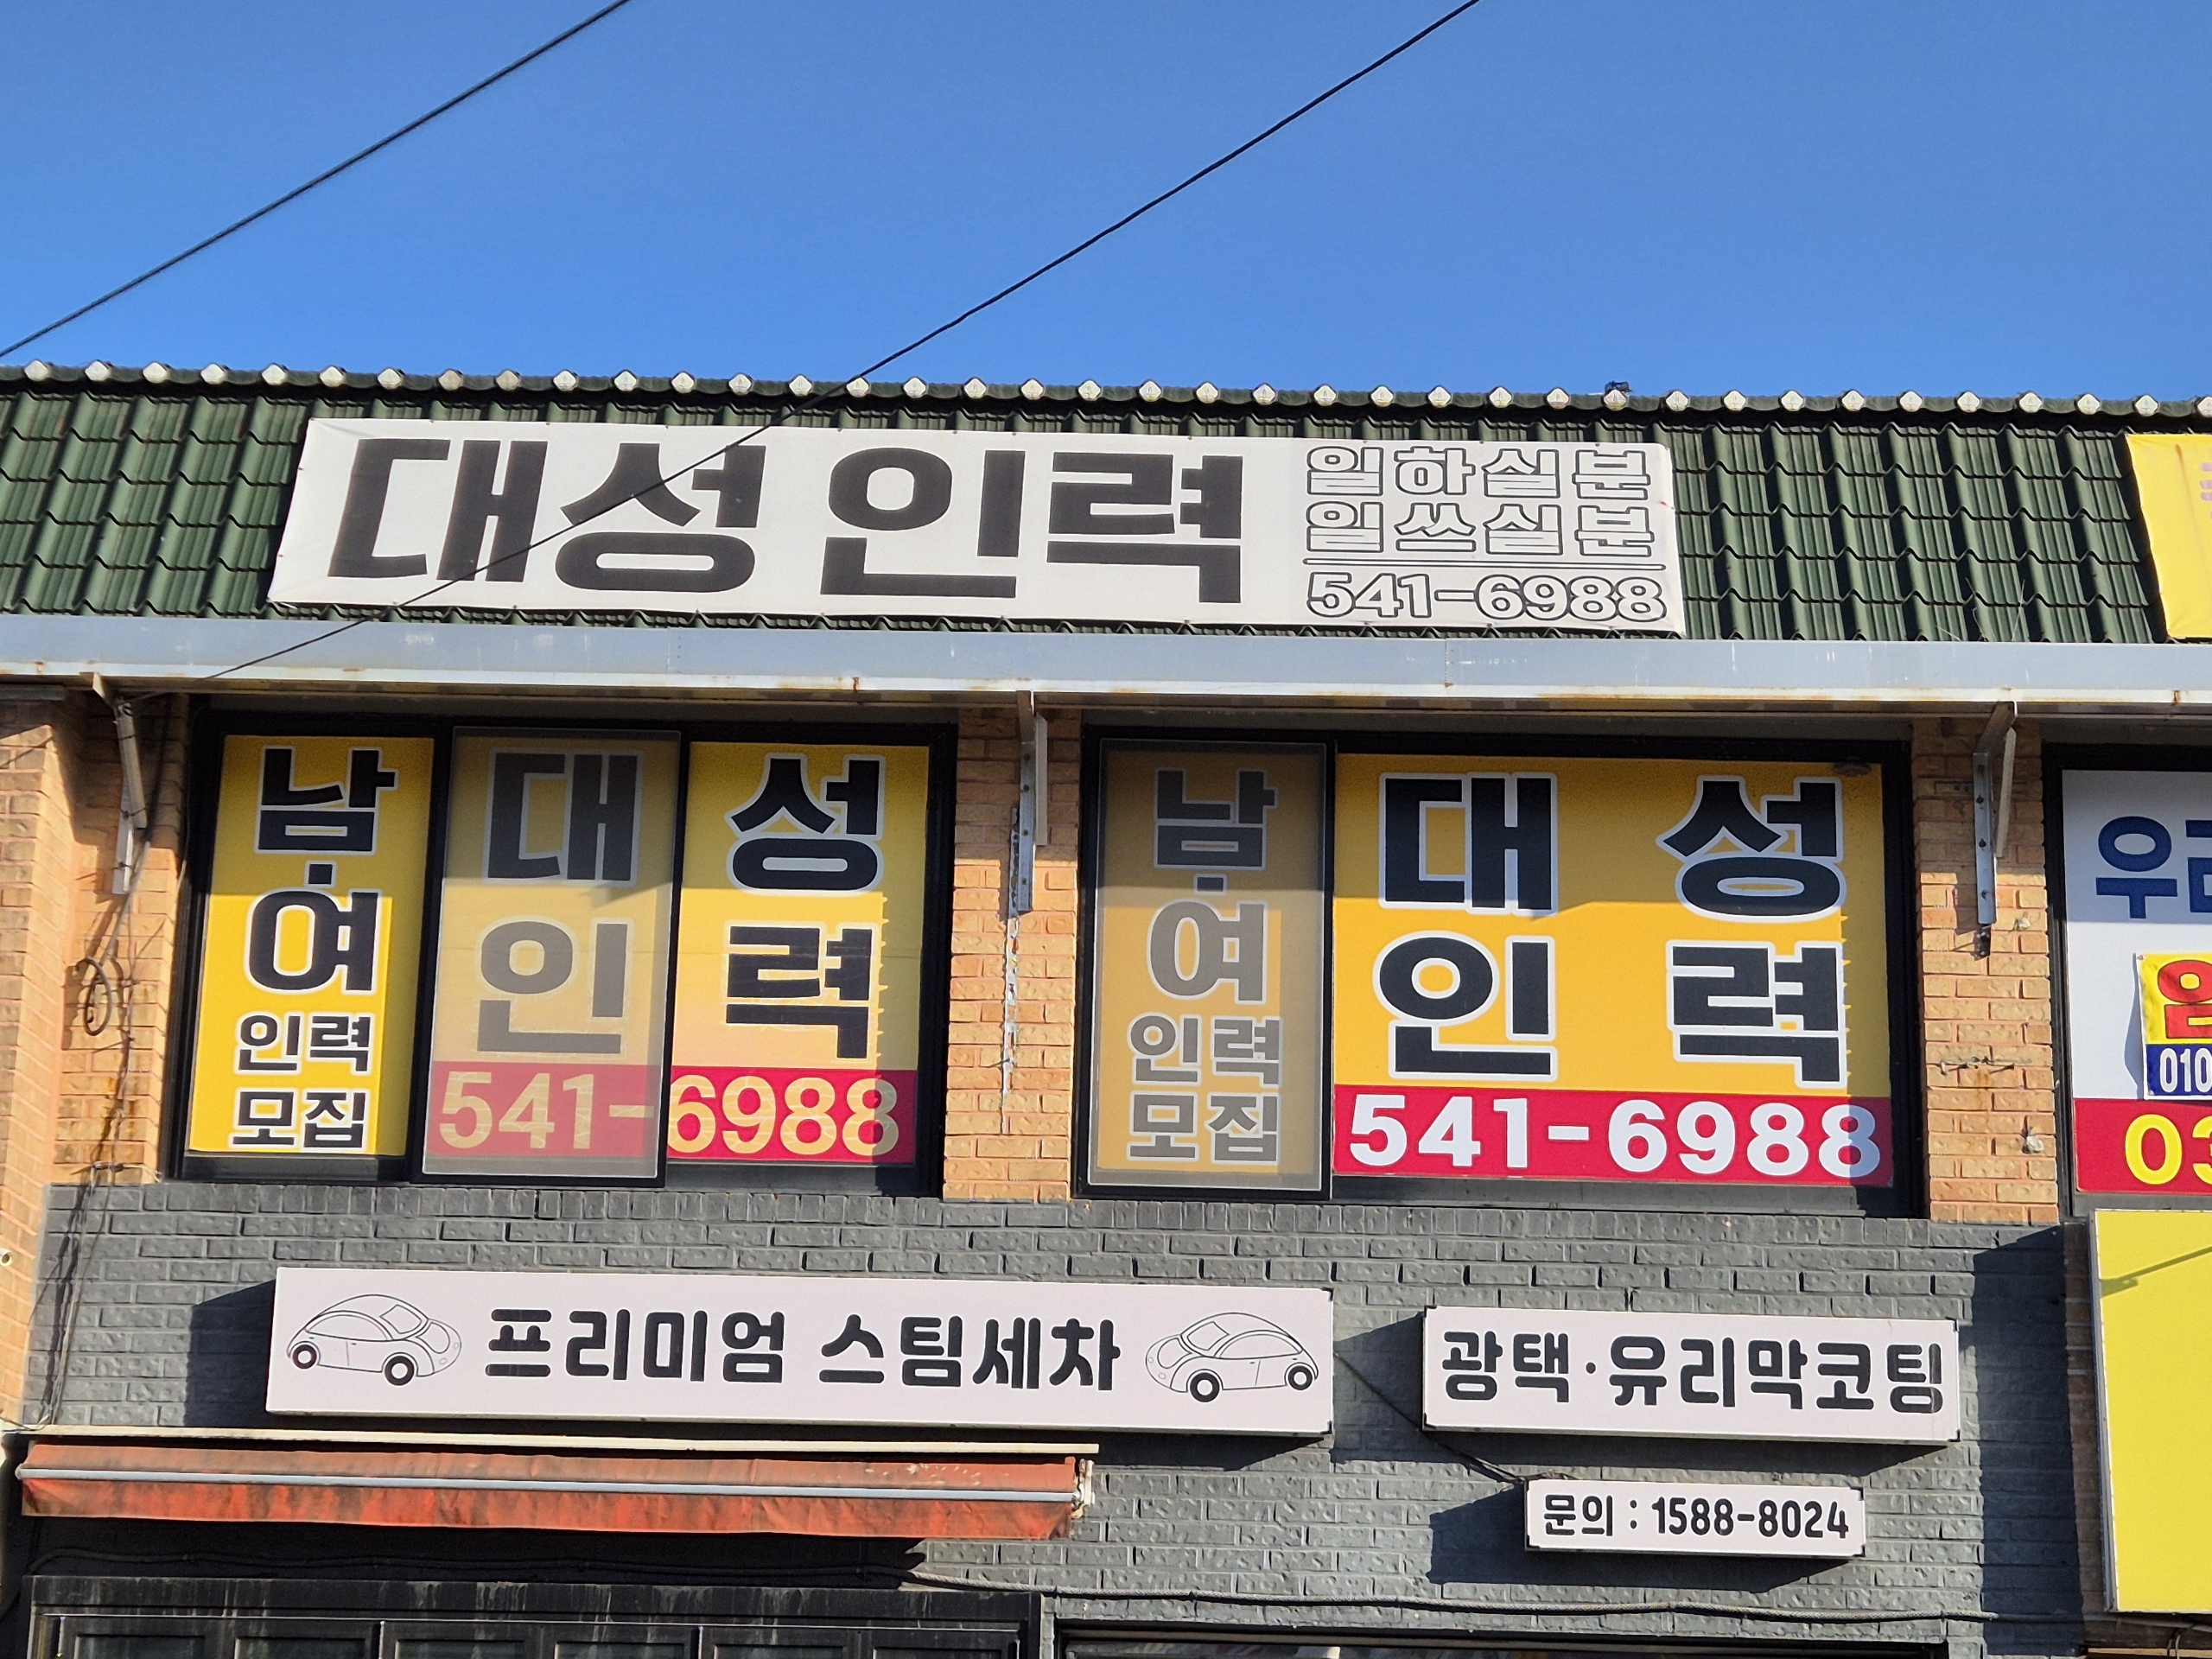 대성인력
일하실분
일쓰실분
541-6988
남·여
인력
모집
대성
인력
541-6988
남·여
인력
모집
대성
인력
541-6988
010
03
프리미엄 스팀세차
광택·유리막코팅
문의 : 1588-8024